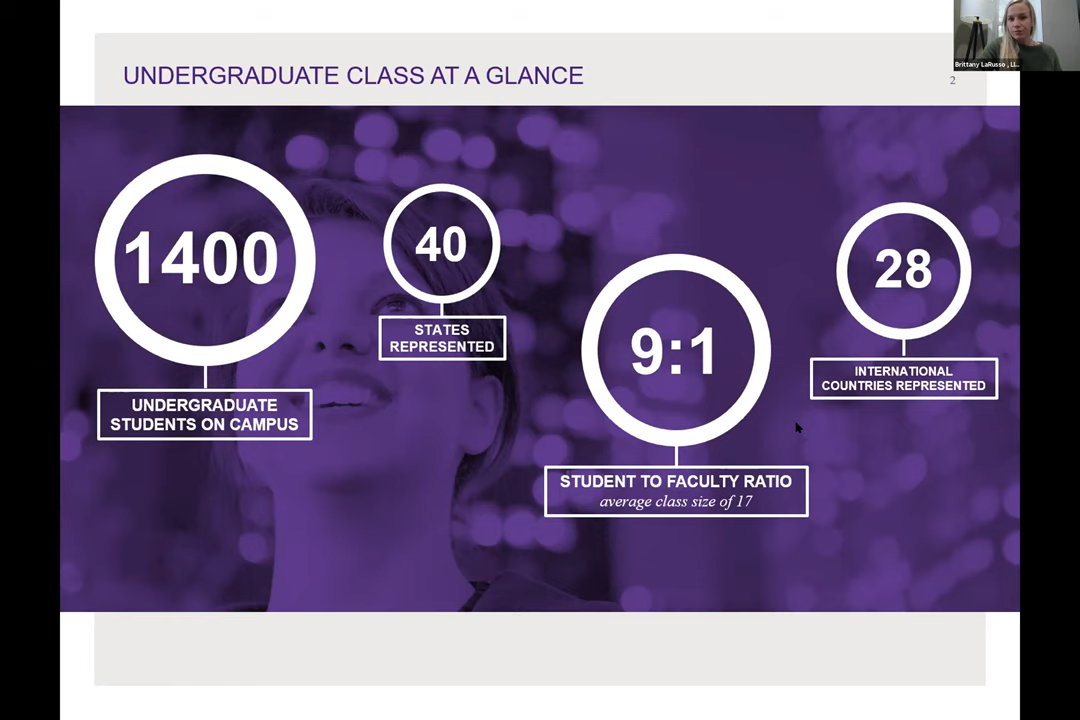 UNDERGRADUATE CLASS AT A GLANCE
2
Brittany LaRusso , LL...
1400
UNDERGRADUATE
STUDENTS ON CAMPUS
40
STATES
REPRESENTED
9:1
STUDENT TO FACULTY RATIO
average class size of 17
28
INTERNATIONAL
COUNTRIES REPRESENTED